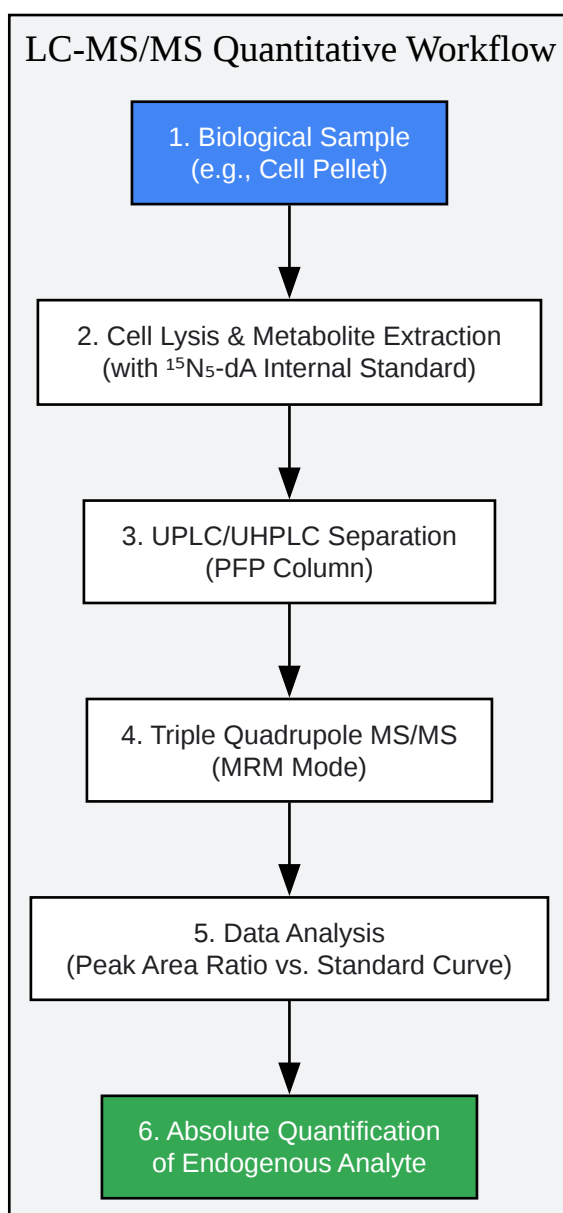 LC-MS/MS Quantitative Workflow
1. Biological Sample
(e.g., Cell Pellet)
2. Cell Lysis & Metabolite Extraction
(with ¹⁵N₅-dA Internal Standard)
3. UPLC/UHPLC Separation
(PFP Column)
4. Triple Quadrupole MS/MS
(MRM Mode)
5. Data Analysis
(Peak Area Ratio vs. Standard Curve)
6. Absolute Quantification
of Endogenous Analyte